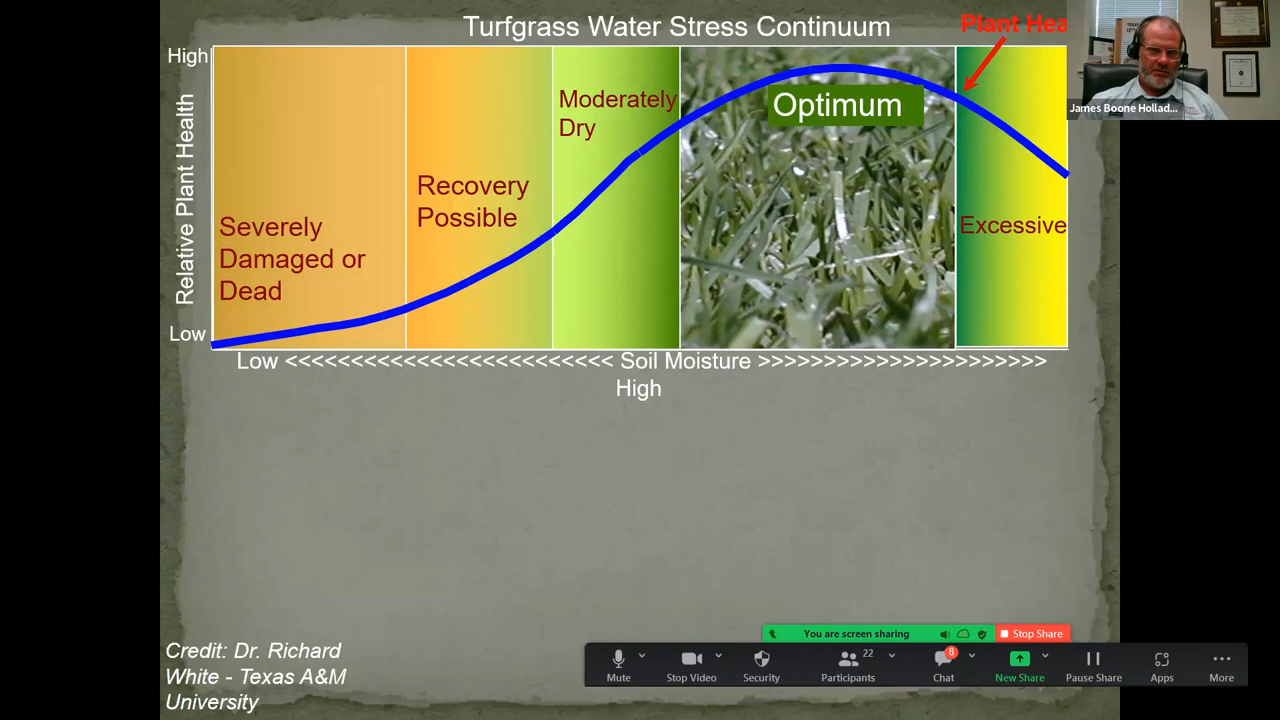 Turfgrass Water Stress Continuum
Plant Hea
High
Relative Plant Health
Low
Severely
Damaged or
Dead
Recovery
Possible
Moderately
Dry
Optimum
Excessive
Low <<<<<<<<<<<<<<<<<<<<<<<<< Soil Moisture >>>>>>>>>>>>>>>>>>>>>>
High
James Boone Hollad...
Credit: Dr. Richard
White - Texas A&M
University
You are screen sharing
Stop Share
Mute
Stop Video
Security
22
Participants
8
Chat
New Share
Pause Share
Apps
More